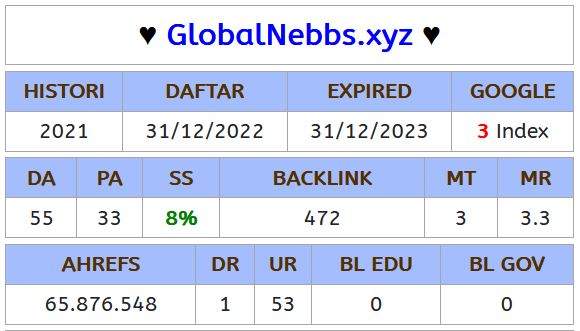 ♥ GlobalNebbs.xyz ♥
HISTORI DAFTAR EXPIRED GOOGLE
2021 31/12/2022 31/12/2023 3 Index
DA PA SS BACKLINK MT MR
55 33 8% 472 3 3.3
AHREFS DR UR BL EDU BL GOV
65.876.548 1 53 0 0